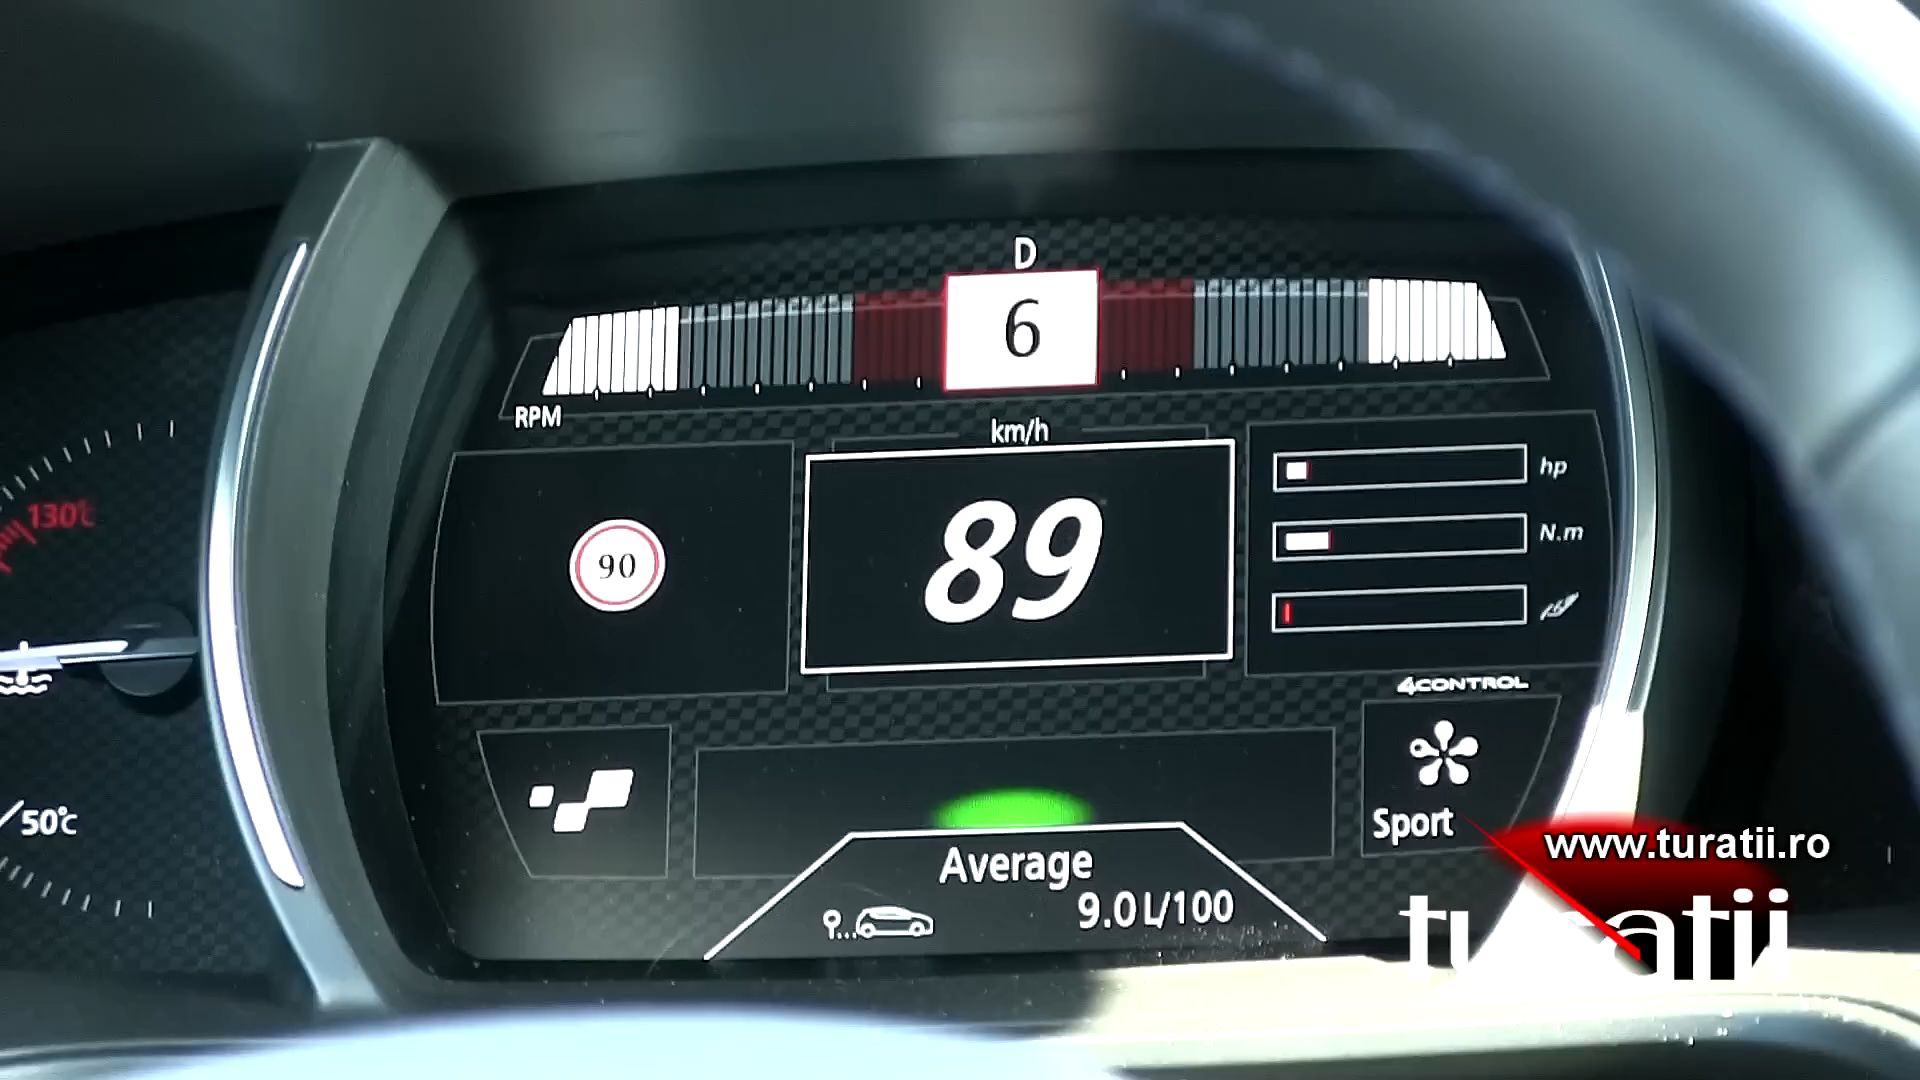 D
6
RPM
km/h
130°C
90
89
hp
N.m
4CONTROL
50°C
Sport
Average
9.0 L/100
www.turatii.ro
turatii